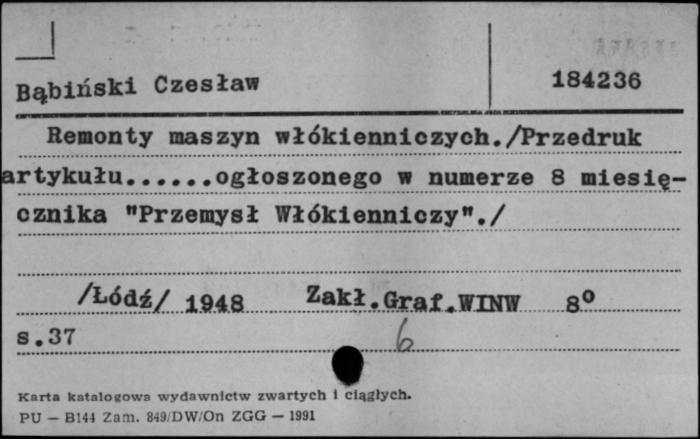 Bąbiński Czesław
184236
Remonty maszyn włókienniczych./Przedruk
artykułu......ogłoszonego w numerze 8 miesię-
cznika "Przemysł Włókienniczy"./
/Łódź/ 1948 Zakł.Graf.WINW 8º
s.37
6
Karta katalogowa wydawnictw zwartych i ciągłych.
PU — B144 Zam. 849/DW/On ZGG — 1991